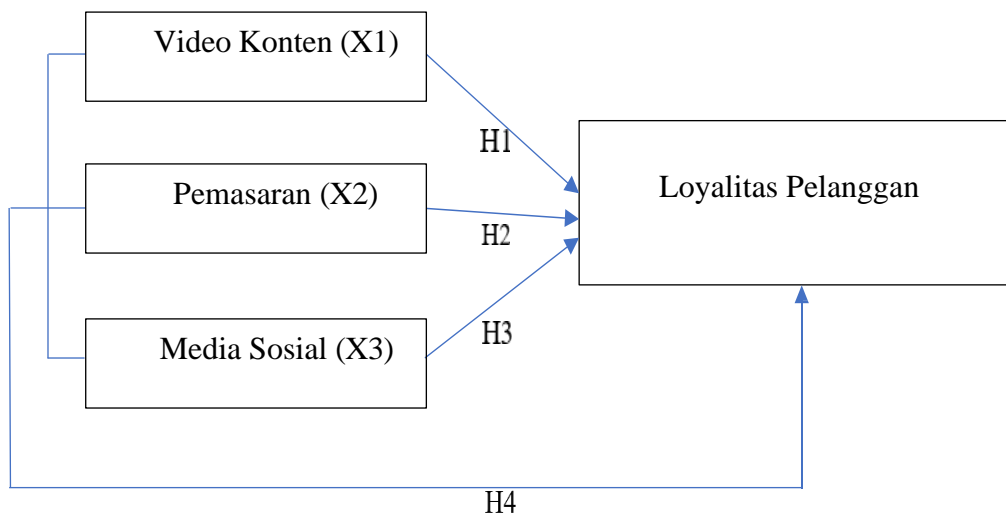 Video Konten (X1)
H1
Pemasaran (X2)
Loyalitas Pelanggan
H2
Media Sosial (X3)
H3
H4